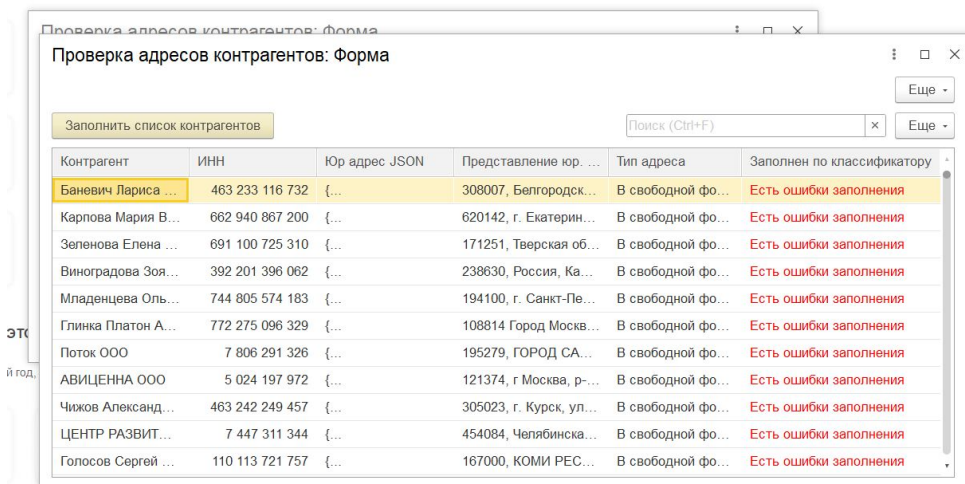 Проверка адресов контрагентов: Форма
Проверка адресов контрагентов: Форма
Еще
Заполнить список контрагентов Поиск (Ctrl+F) × Еще
Контрагент ИНН Юр адрес JSON Представление юр. ... Тип адреса Заполнен по классификатору
Баневич Лариса ... 463 233 116 732 {... 308007, Белгородск... В свободной фо... Есть ошибки заполнения
Карпова Мария В... 662 940 867 200 {... 620142, г. Екатерин... В свободной фо... Есть ошибки заполнения
Зеленова Елена ... 691 100 725 310 {... 171251, Тверская об... В свободной фо... Есть ошибки заполнения
Виноградова Зоя... 392 201 396 062 {... 238630, Россия, Ка... В свободной фо... Есть ошибки заполнения
Младенцева Оль... 744 805 574 183 {... 194100, г. Санкт-Пе... В свободной фо... Есть ошибки заполнения
Глинка Платон А... 772 275 096 329 {... 108814 Город Москв... В свободной фо... Есть ошибки заполнения
это
Поток ООО 7 806 291 326 {... 195279, ГОРОД СА... В свободной фо... Есть ошибки заполнения
й год,
АВИЦЕННА ООО 5 024 197 972 {... 121374, г Москва, р-... В свободной фо... Есть ошибки заполнения
Чижов Александ... 463 242 249 457 {... 305023, г. Курск, ул... В свободной фо... Есть ошибки заполнения
ЦЕНТР РАЗВИТ... 7 447 311 344 {... 454084, Челябинска... В свободной фо... Есть ошибки заполнения
Голосов Сергей ... 110 113 721 757 {... 167000, КОМИ РЕС... В свободной фо... Есть ошибки заполнения